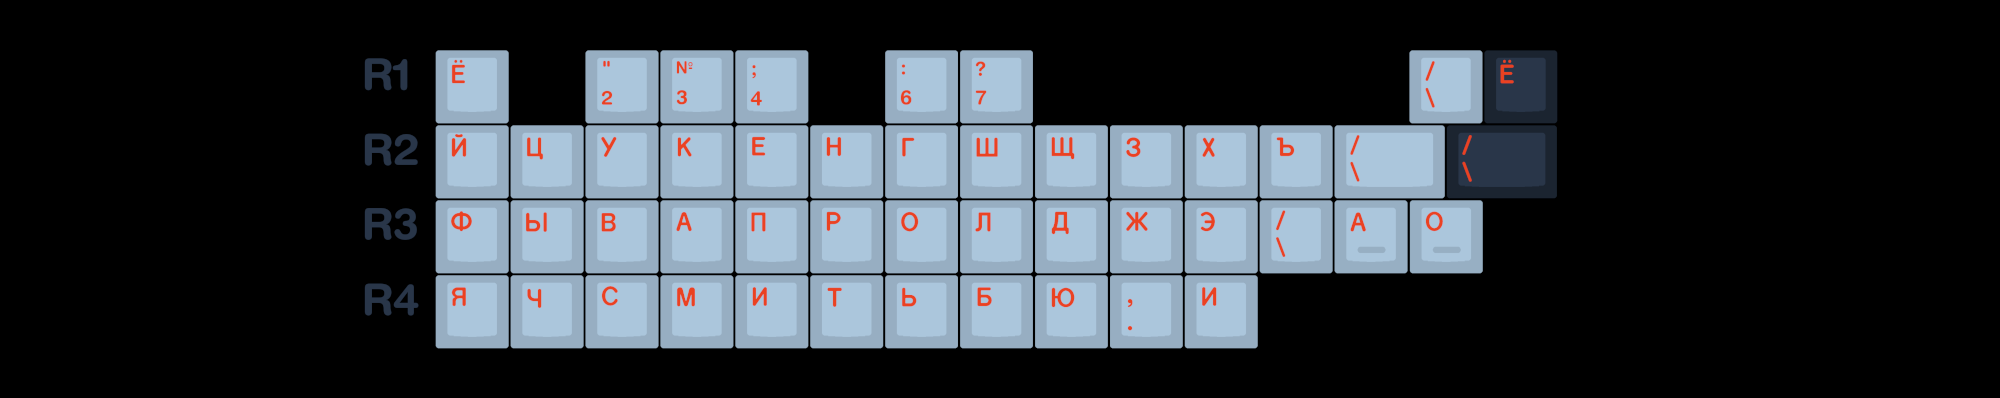 R1 Ё " 2 № 3 ; 4 : 6 ? 7 / \ Ё
R2 Й Ц У К Е Н Г Ш Щ З Х Ъ / \ / \
R3 Ф Ы В А П Р О Л Д Ж Э / \ А О
R4 Я Ч С М И Т Ь Б Ю , . И